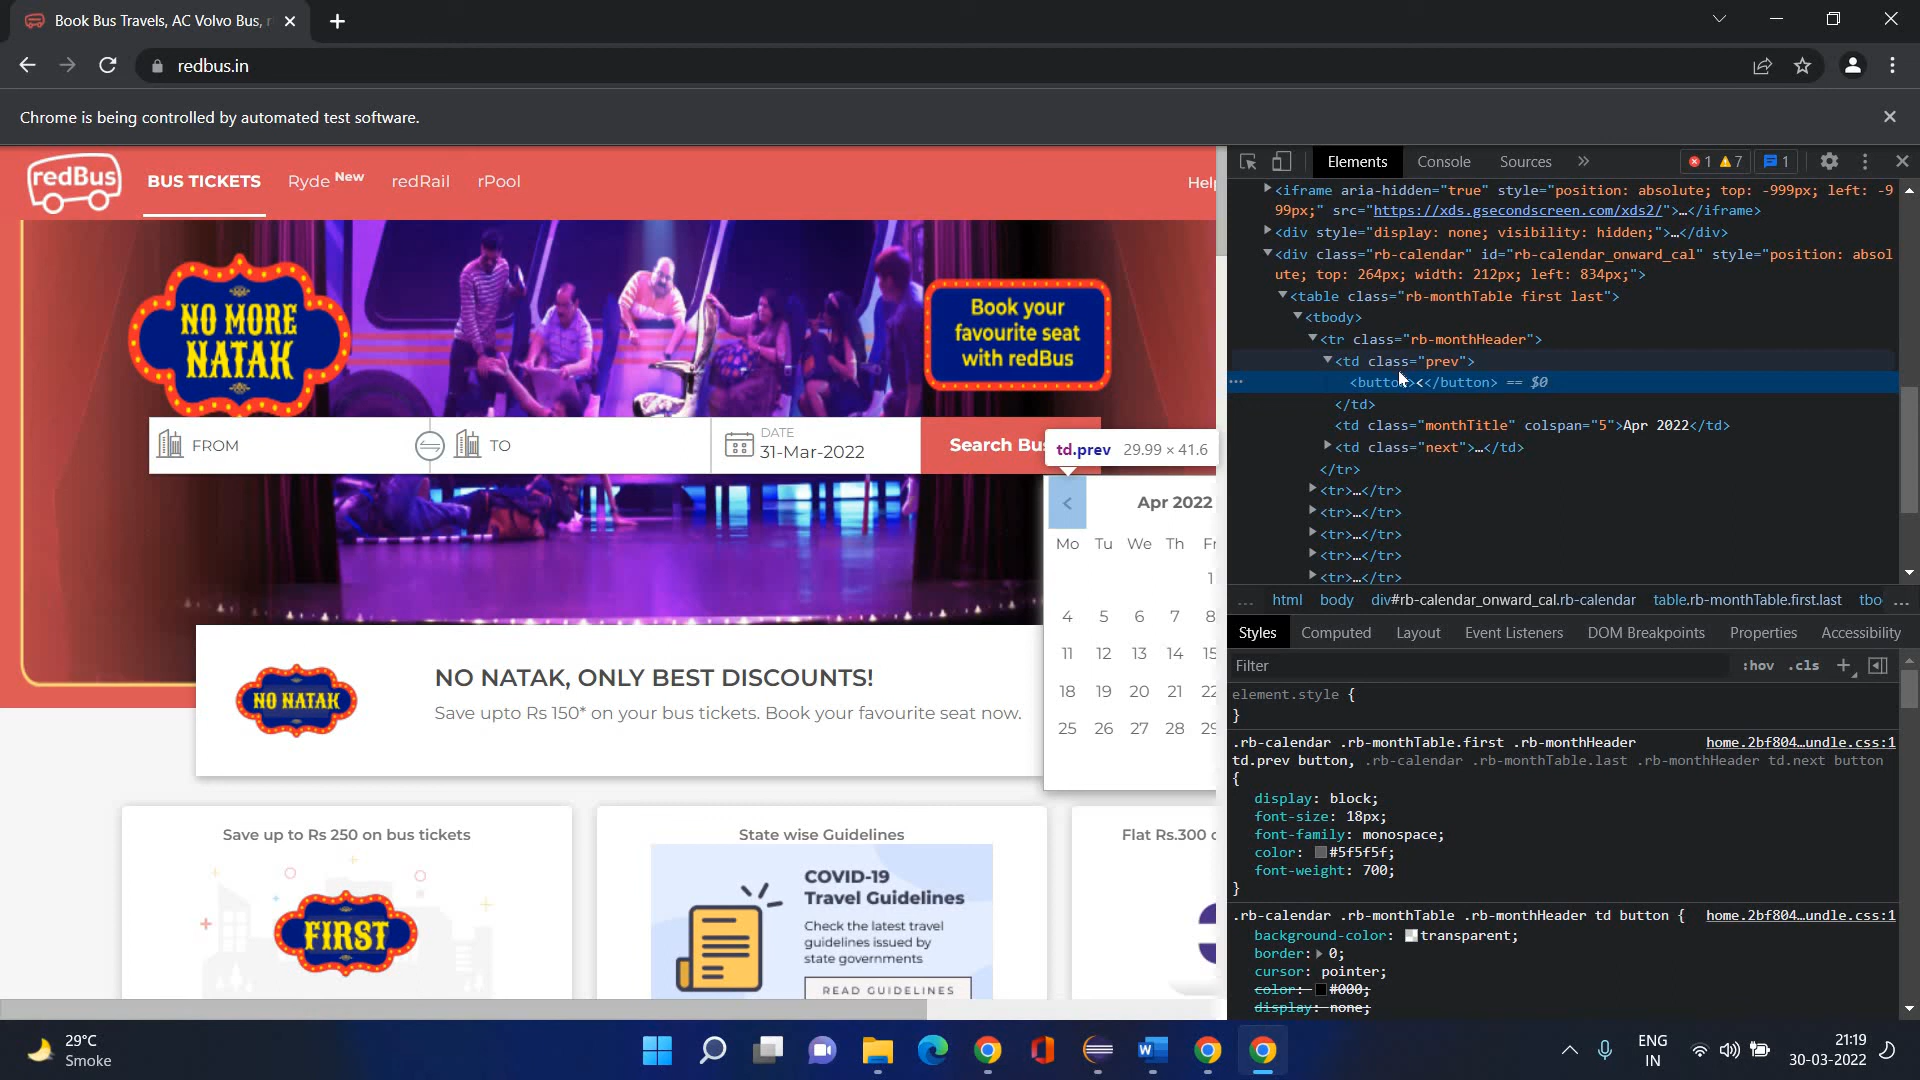 Book Bus Travels, AC Volvo Bus,
redbus.in
Chrome is being controlled by automated test software.
redBus
BUS TICKETS
Ryde New
redRail
rPool
Help
NO MORE
NATAK
Book your
favourite seat
with redBus
FROM
TO
DATE
31-Mar-2022
Search Bus
td.prev 29.99 × 41.6
< Apr 2022
Mo Tu We Th Fr
1
4 5 6 7 8
11 12 13 14 15
18 19 20 21 22
25 26 27 28 29
NO NATAK
NO NATAK, ONLY BEST DISCOUNTS!
Save upto Rs 150* on your bus tickets. Book your favourite seat now.
Save up to Rs 250 on bus tickets
FIRST
State wise Guidelines
COVID-19
Travel Guidelines
Check the latest travel
guidelines issued by
state governments
READ GUIDELINES
Flat Rs.300
Elements Console Sources » 1 7 1
<iframe aria-hidden="true" style="position: absolute; top: -999px; left: -9
99px;" src="https://xds.gsecondscreen.com/xds2/">…</iframe>
<div style="display: none; visibility: hidden;">…</div>
<div class="rb-calendar" id="rb-calendar_onward_cal" style="position: absol
ute; top: 264px; width: 212px; left: 834px;">
<table class="rb-monthTable first last">
<tbody>
<tr class="rb-monthHeader">
<td class="prev">
<button><</button> == $0
</td>
<td class="monthTitle" colspan="5">Apr 2022</td>
<td class="next">…</td>
</tr>
<tr>…</tr>
<tr>…</tr>
<tr>…</tr>
<tr>…</tr>
<tr>…</tr>
… html body div#rb-calendar_onward_cal.rb-calendar table.rb-monthTable.first.last tbo …
Styles Computed Layout Event Listeners DOM Breakpoints Properties Accessibility
Filter :hov .cls +
element.style {
}
.rb-calendar .rb-monthTable.first .rb-monthHeader home.2bf804…undle.css:1
td.prev button, .rb-calendar .rb-monthTable.last .rb-monthHeader td.next button
{
display: block;
font-size: 18px;
font-family: monospace;
color: #5f5f5f;
font-weight: 700;
}
.rb-calendar .rb-monthTable .rb-monthHeader td button { home.2bf804…undle.css:1
background-color: transparent;
border: 0;
cursor: pointer;
color: #000;
display: none;
29°C
Smoke
ENG
IN
21:19
30-03-2022